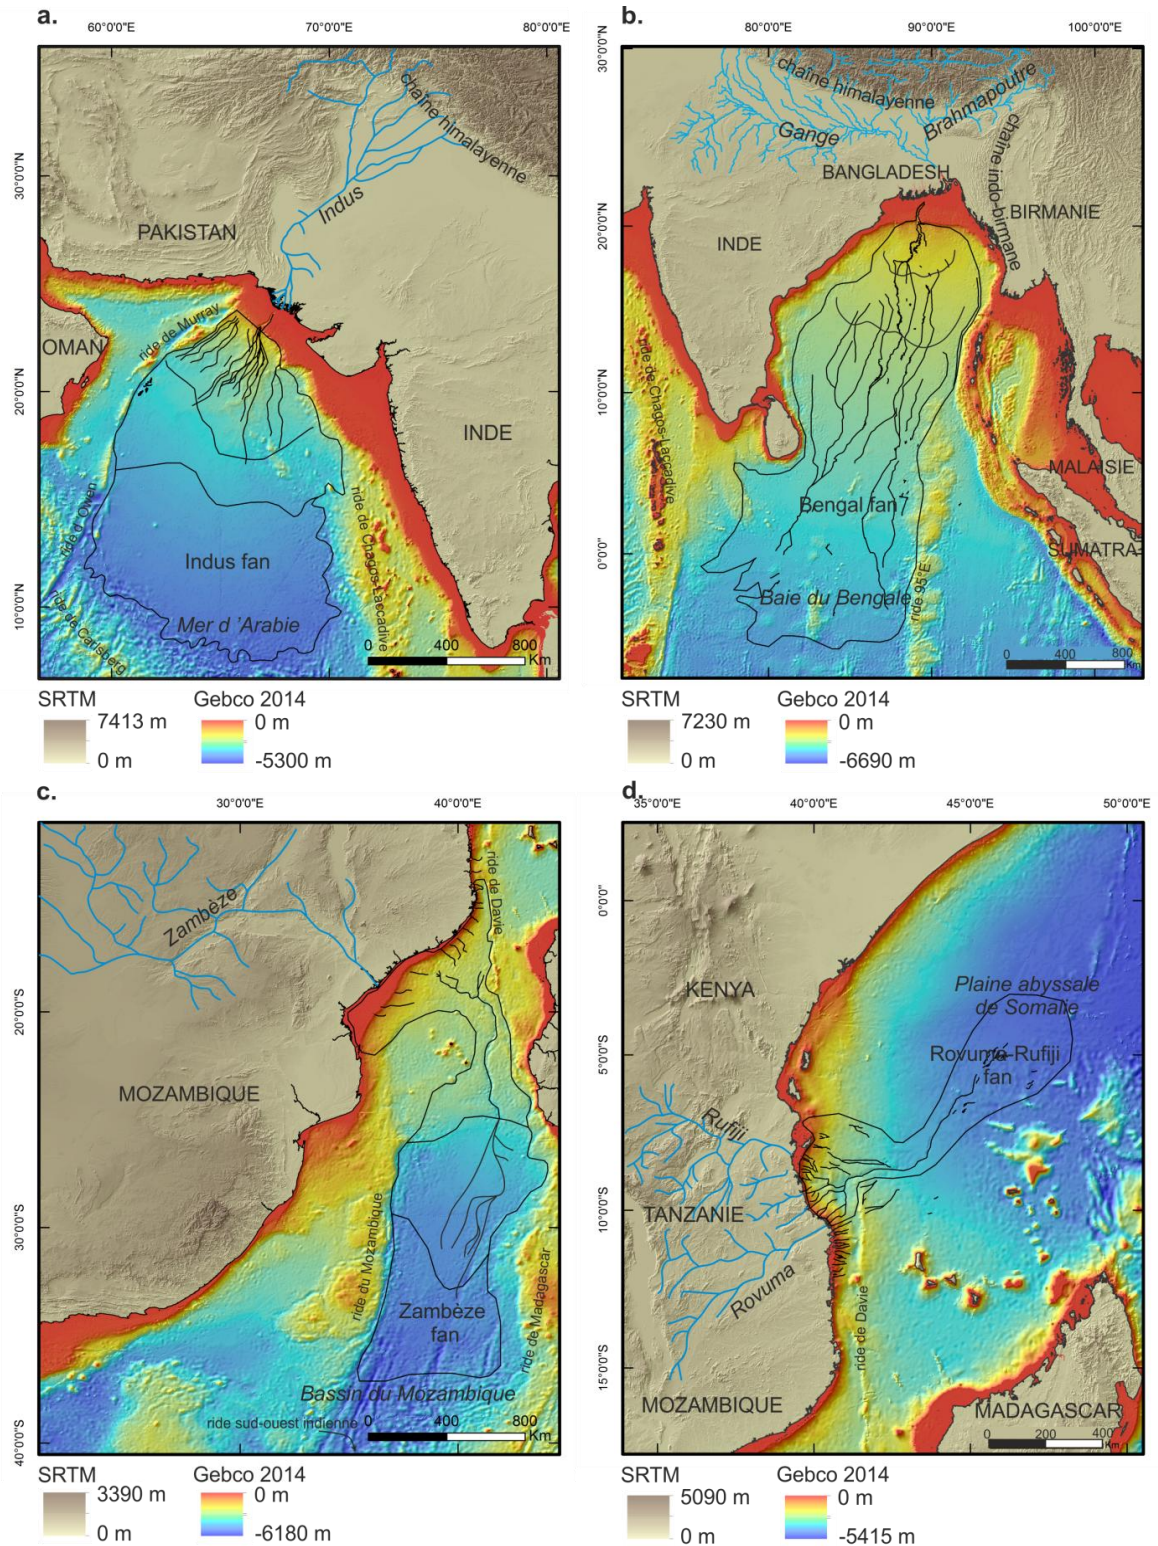 a.
60°0'0"E
70°0'0"E
80°0'0"E
30°0'0"N
20°0'0"N
10°0'0"N
chaîne himalayenne
Indus
PAKISTAN
OMAN
ride de Murray
INDE
ride d'Owen
Indus fan
Mer d 'Arabie
ride de Chagos-Laccadive
ride de Carlsberg
0 400 800
Km
SRTM
7413 m
0 m
Gebco 2014
0 m
-5300 m
b.
80°0'0"E
90°0'0"E
100°0'0"E
30°0'0"N
20°0'0"N
10°0'0"N
0°0'0"N
chaîne himalayenne
Gange
Brahmapoutre
BANGLADESH
chaîne indo-birmane
BIRMANIE
INDE
ride de Chagos-Laccadive
MALAISIE
Bengal fan
SUMATRA
Baie du Bengale
ride 95°E
0 400 800
Km
SRTM
7230 m
0 m
Gebco 2014
0 m
-6690 m
c.
30°0'0"E
40°0'0"E
20°0'0"S
30°0'0"S
40°0'0"S
Zambèze
ride de Davie
MOZAMBIQUE
ride du Mozambique
Zambèze
fan
ride de Madagascar
Bassin du Mozambique
ride sud-ouest indienne
0 400 800
Km
SRTM
3390 m
0 m
Gebco 2014
0 m
-6180 m
d.
35°0'0"E
40°0'0"E
45°0'0"E
50°0'0"E
0°0'0"
5°0'0"S
10°0'0"S
15°0'0"S
KENYA
Plaine abyssale
de Somalie
Rovuma-Rufiji
fan
Rufiji
TANZANIE
Rovuma
ride de Davie
MOZAMBIQUE
MADAGASCAR
0 200 400
Km
SRTM
5090 m
0 m
Gebco 2014
0 m
-5415 m